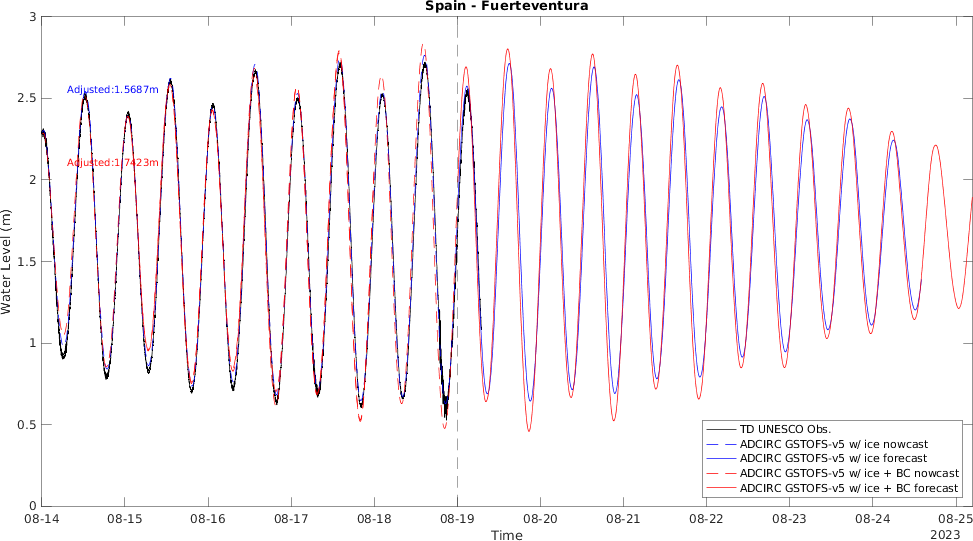 Spain - Fuerteventura
3
2.5
2
1.5
1
0.5
0
Water Level (m)
Adjusted:1.5687m
Adjusted:1.7423m
TD UNESCO Obs.
ADCIRC GSTOFS-v5 w/ ice nowcast
ADCIRC GSTOFS-v5 w/ ice forecast
ADCIRC GSTOFS-v5 w/ ice + BC nowcast
ADCIRC GSTOFS-v5 w/ ice + BC forecast
08-14 08-15 08-16 08-17 08-18 08-19 08-20 08-21 08-22 08-23 08-24 08-25
Time
2023